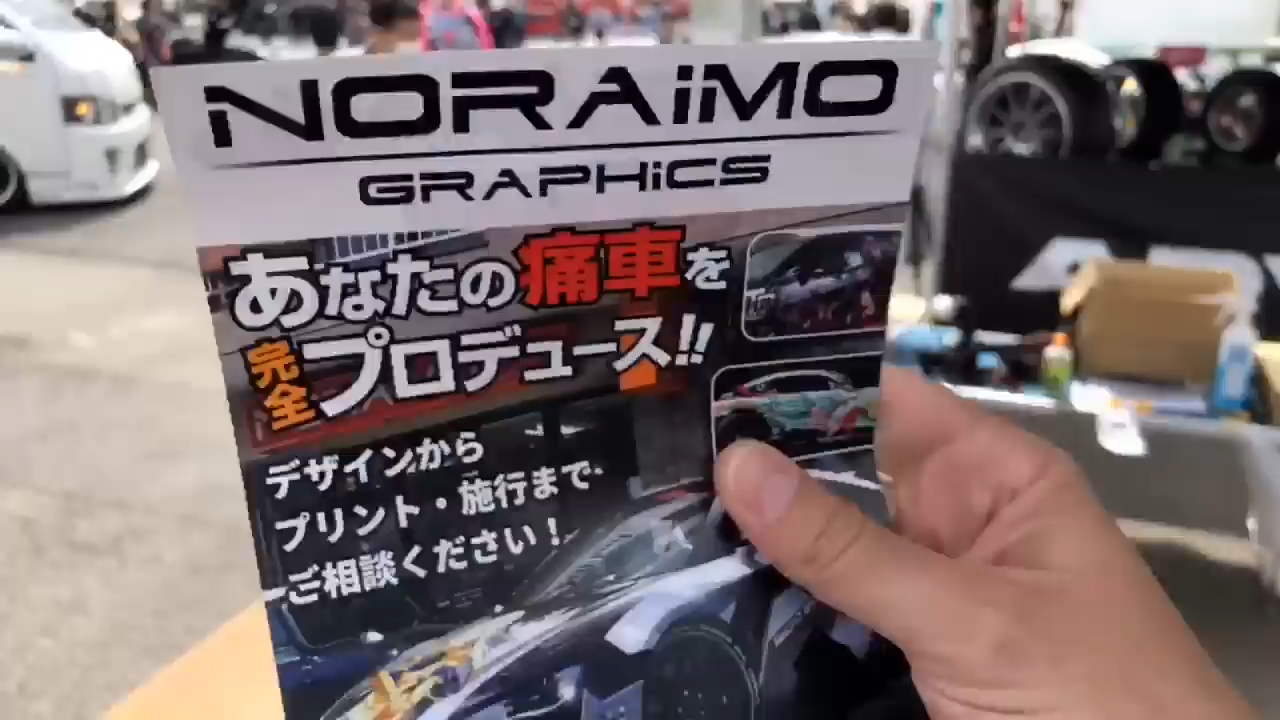 NORAiMO
GRAPHiCS
あなたの痛車を
完全プロデュース!!
デザインから
プリント・施行まで
ご相談ください！